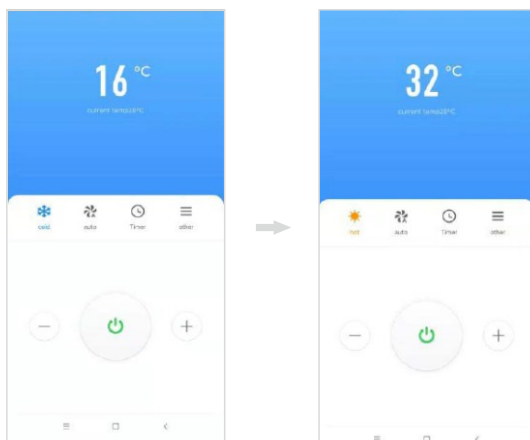 16 °C
current temp28°C
cold auto Timer other
32 °C
current temp28°C
hot auto Timer other